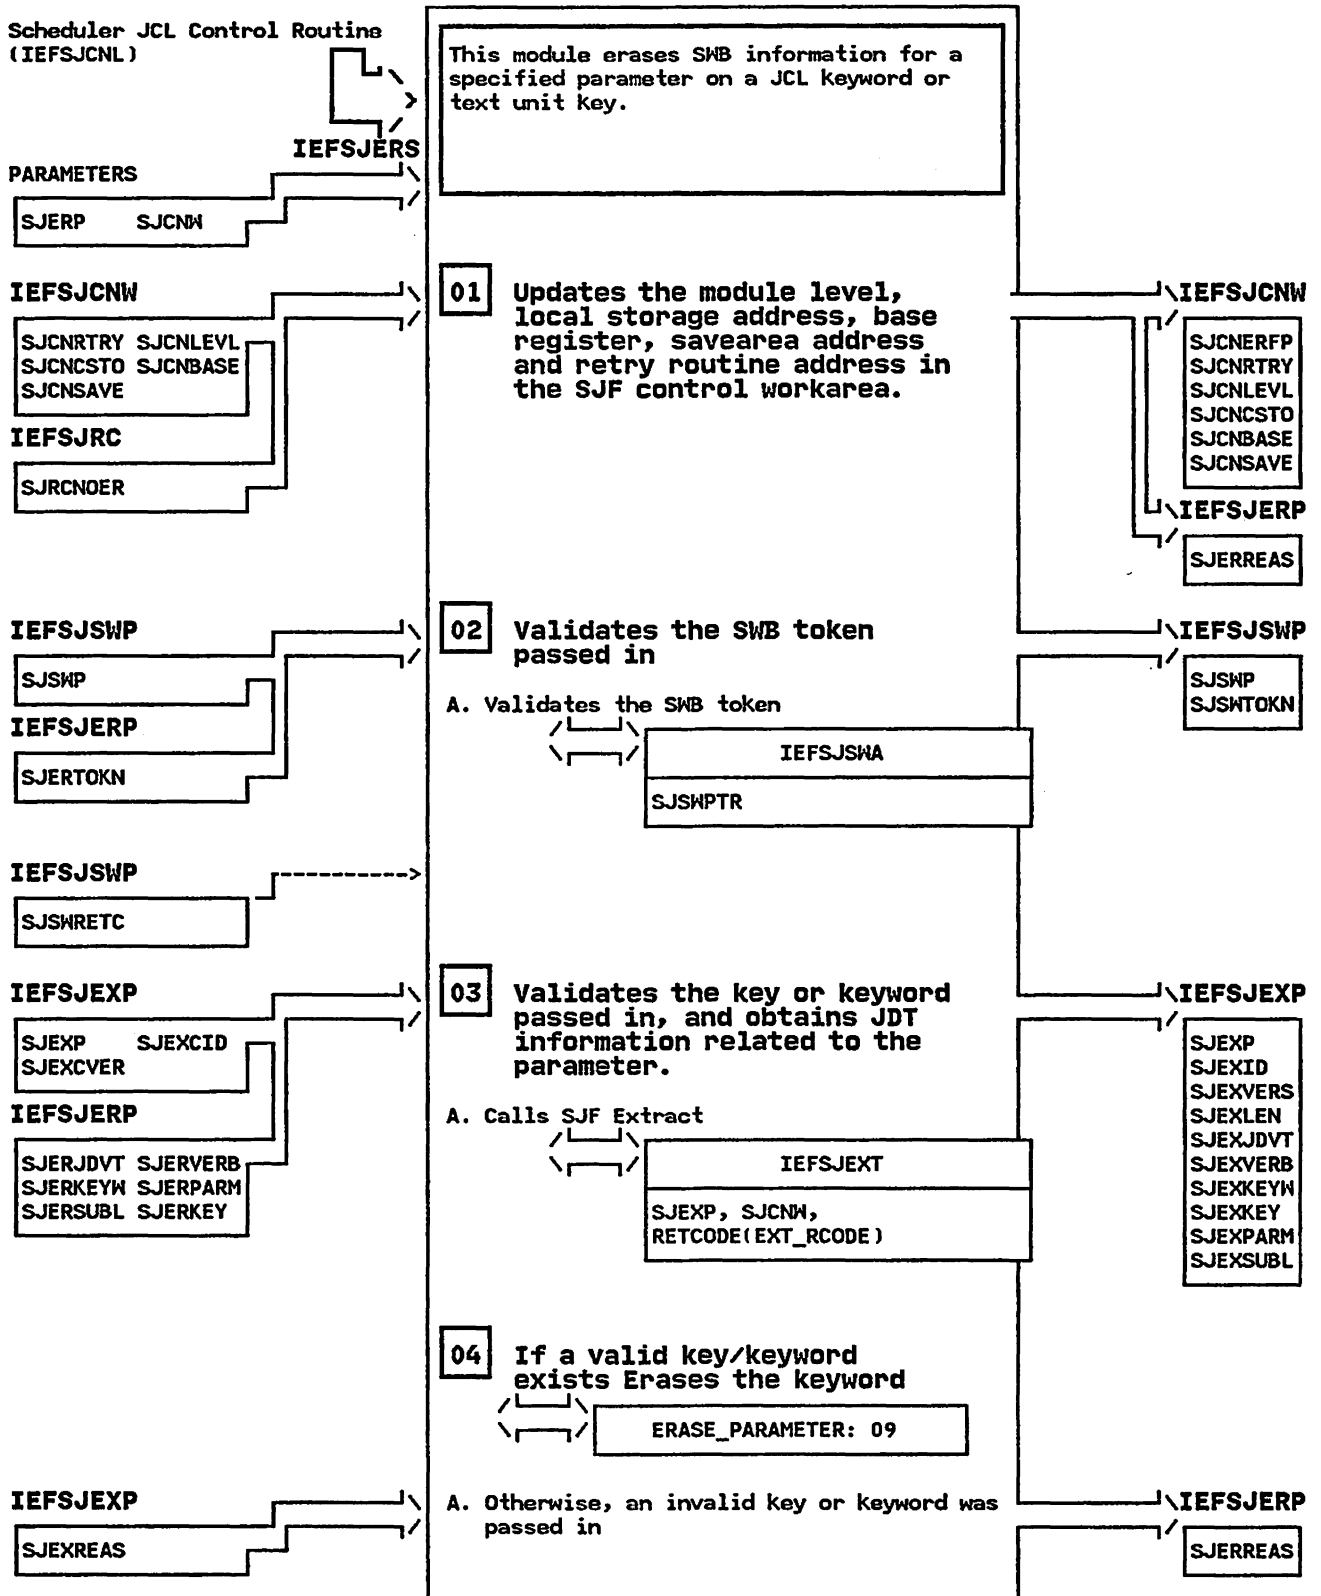 Scheduler JCL Control Routine
(IEFSJCNL)
This module erases SWB information for a
specified parameter on a JCL keyword or
text unit key.
IEFSJERS
PARAMETERS
SJERP SJCNW
IEFSJCNW
SJCNRTRY SJCNLEVL
SJCNCSTO SJCNBASE
SJCNSAVE
IEFSJRC
SJRCNOER
01 Updates the module level,
local storage address, base
register, savearea address
and retry routine address in
the SJF control workarea.
IEFSJCNW
SJCNERFP
SJCNRTRY
SJCNLEVL
SJCNCSTO
SJCNBASE
SJCNSAVE
IEFSJERP
SJERREAS
IEFSJSWP
SJSWP
IEFSJERP
SJERTOKN
02 Validates the SWB token
passed in
A. Validates the SWB token
IEFSJSWA
SJSWPTR
IEFSJSWP
SJSWP
SJSWTOKN
IEFSJSWP
SJSWRETC
IEFSJEXP
SJEXP SJEXCID
SJEXCVER
IEFSJERP
SJERJDVT SJERVERB
SJERKEYW SJERPARM
SJERSUBL SJERKEY
03 Validates the key or keyword
passed in, and obtains JDT
information related to the
parameter.
A. Calls SJF Extract
IEFSJEXT
SJEXP, SJCNW,
RETCODE(EXT_RCODE)
IEFSJEXP
SJEXP
SJEXID
SJEXVERS
SJEXLEN
SJEXJDVT
SJEXVERB
SJEXKEYW
SJEXKEY
SJEXPARM
SJEXSUBL
04 If a valid key/keyword
exists Erases the keyword
ERASE_PARAMETER: 09
IEFSJEXP
SJEXREAS
A. Otherwise, an invalid key or keyword was
passed in
IEFSJERP
SJERREAS